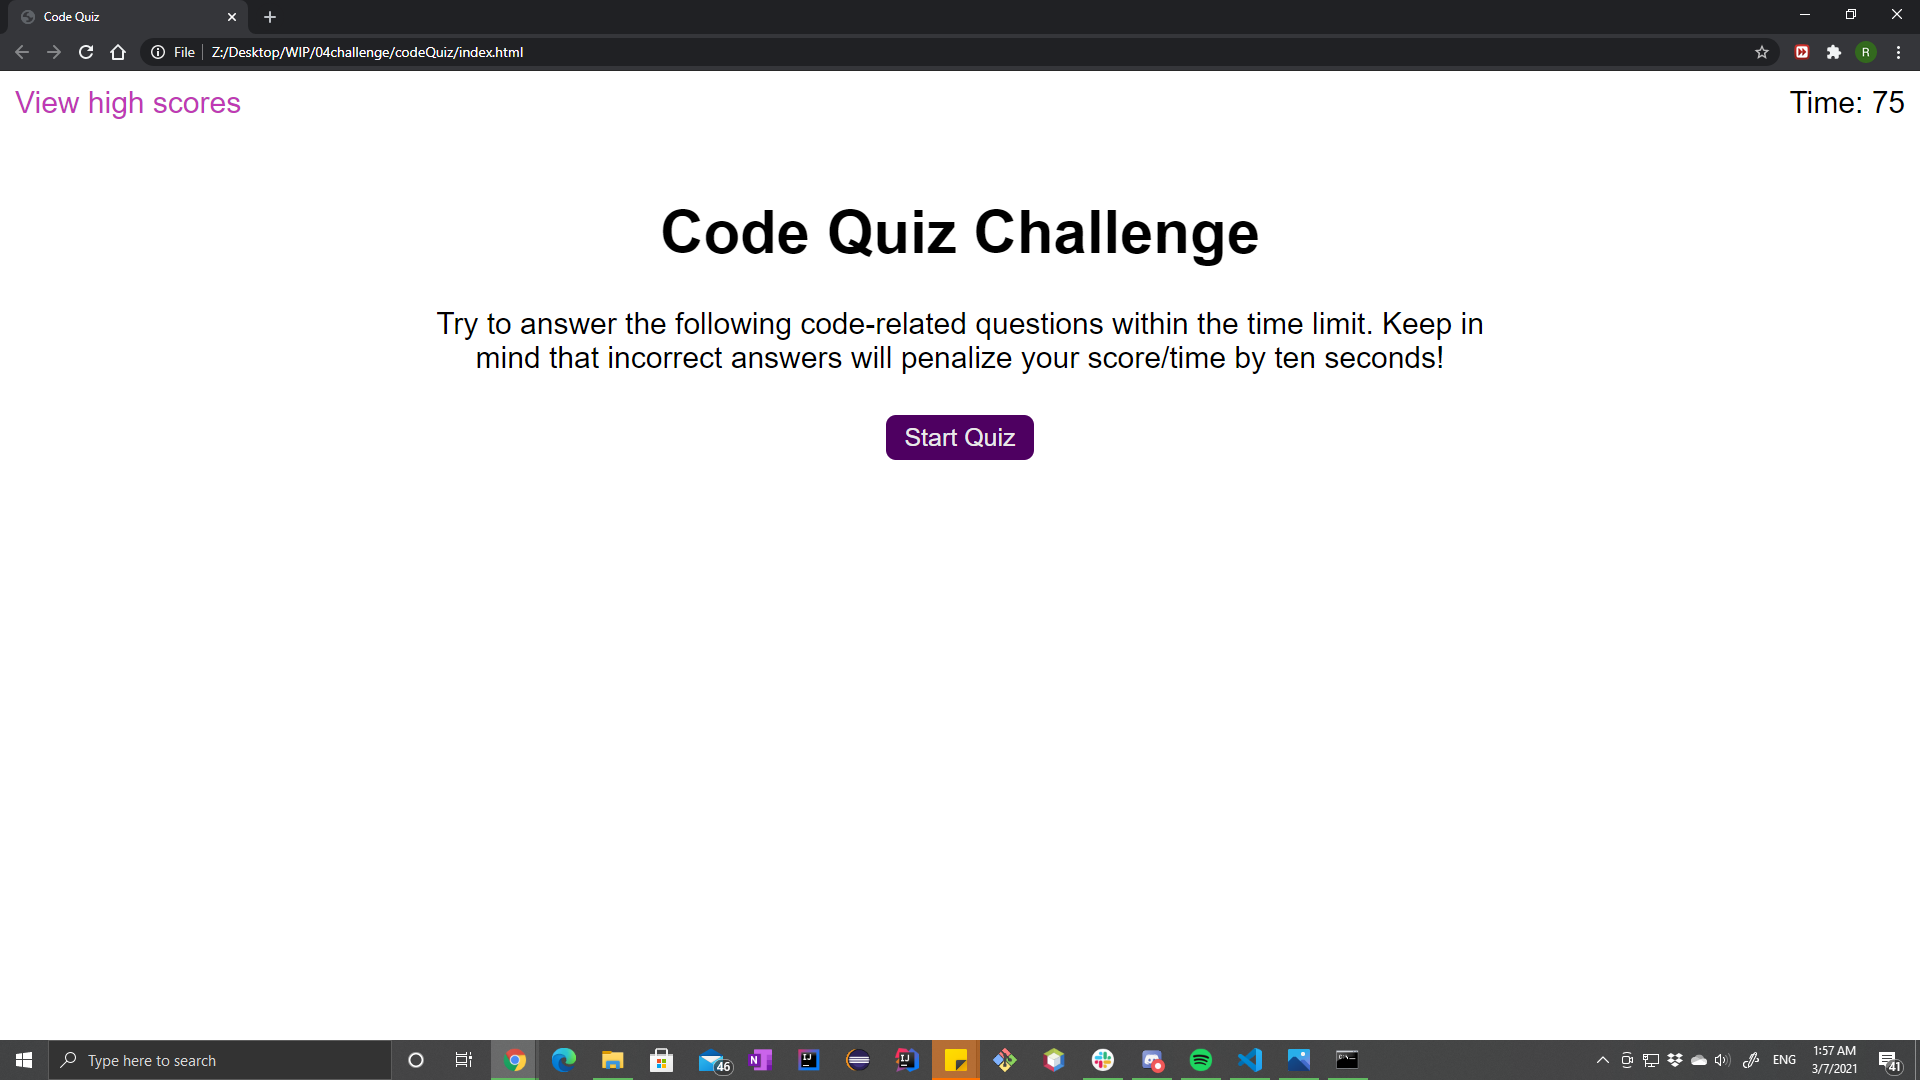 Code Quiz
File
Z:/Desktop/WIP/04challenge/codeQuiz/index.html
R
View high scores
Time: 75
Code Quiz Challenge
Try to answer the following code-related questions within the time limit. Keep in
mind that incorrect answers will penalize your score/time by ten seconds!
Start Quiz
Type here to search
46
N
IJ
IJ
ENG
1:57 AM
3/7/2021
41